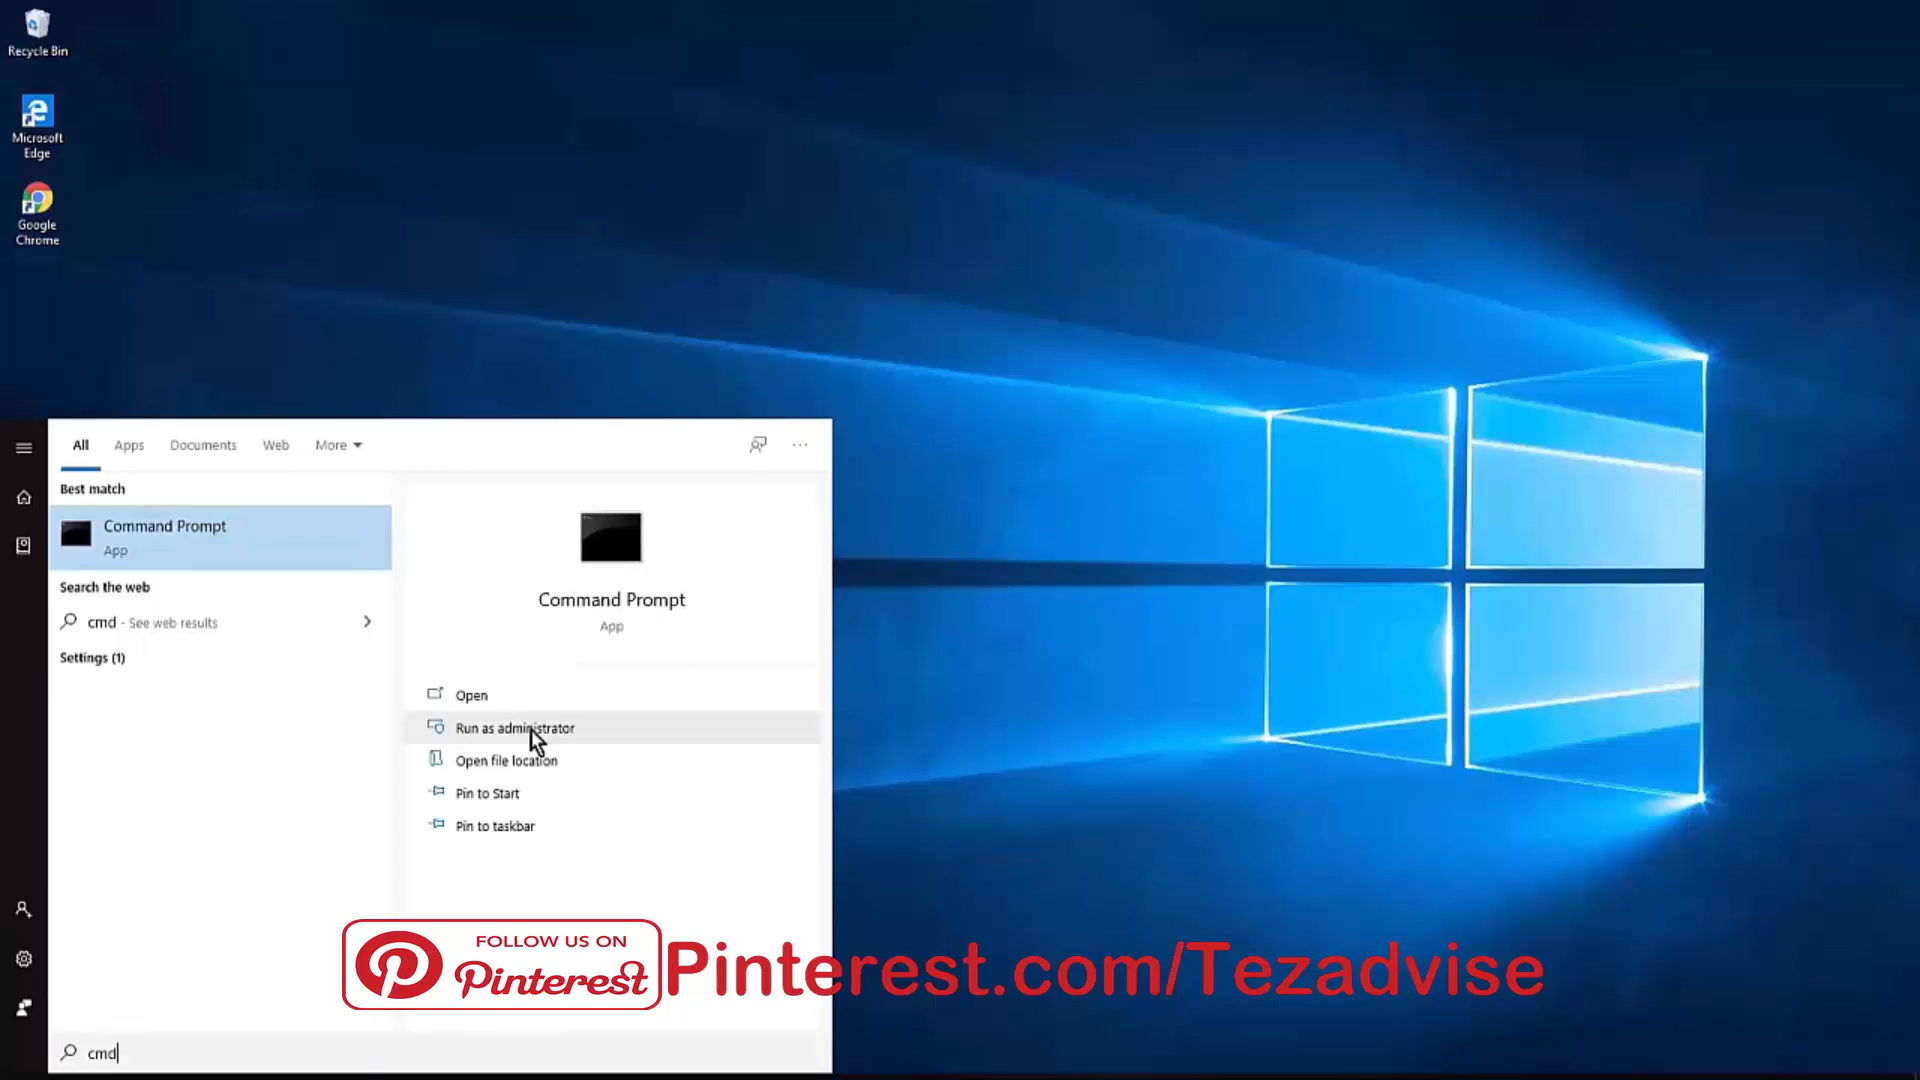 Recycle Bin
Microsoft
Edge
Google
Chrome
All Apps Documents Web More
Best match
Command Prompt
App
Search the web
cmd - See web results
Settings (1)
Command Prompt
App
Open
Run as administrator
Open file location
Pin to Start
Pin to taskbar
FOLLOW US ON
Pinterest
Pinterest.com/Tezadvise
cmd